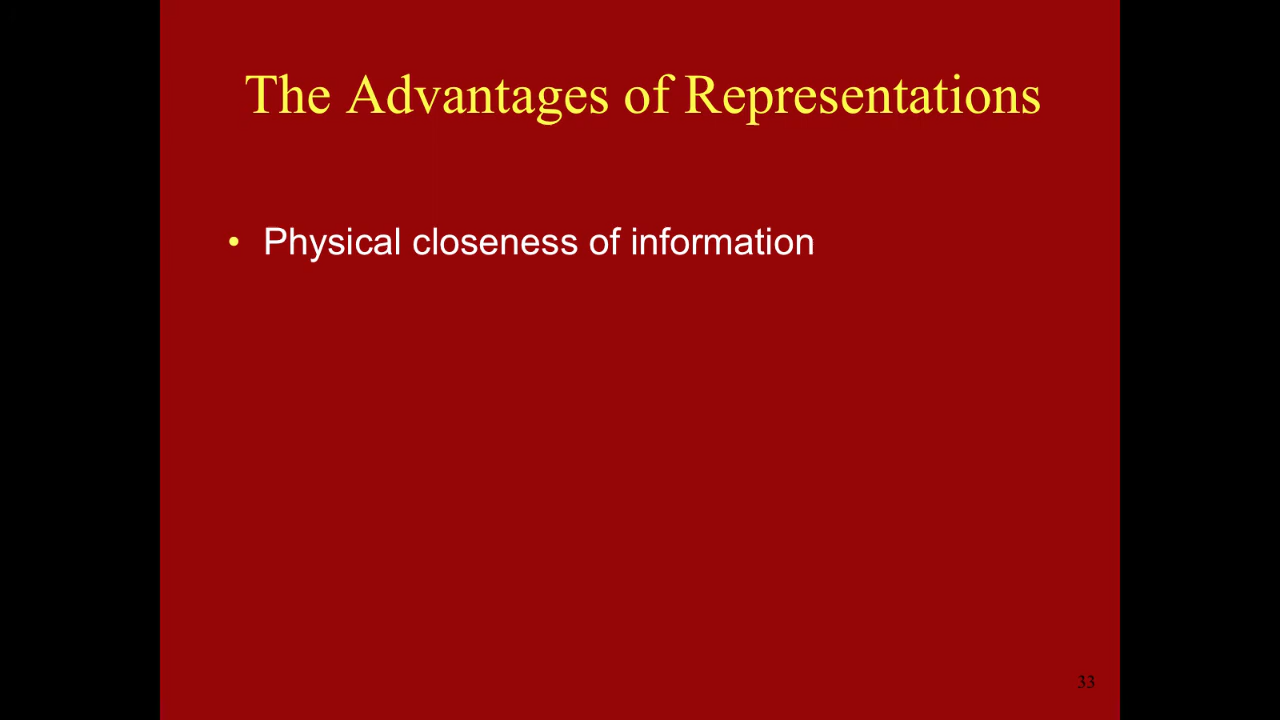 The Advantages of Representations
• Physical closeness of information
33